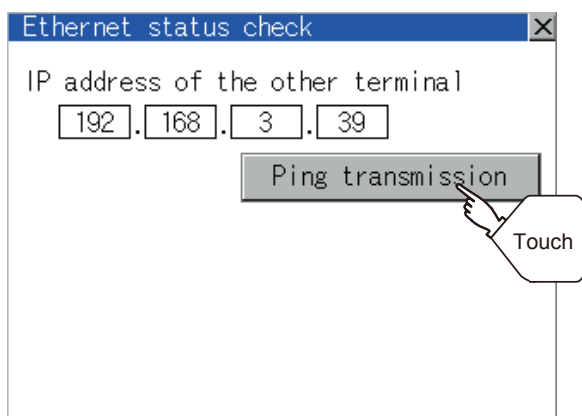 Ethernet status check
IP address of the other terminal
192 . 168 . 3 . 39
Ping transmission
Touch